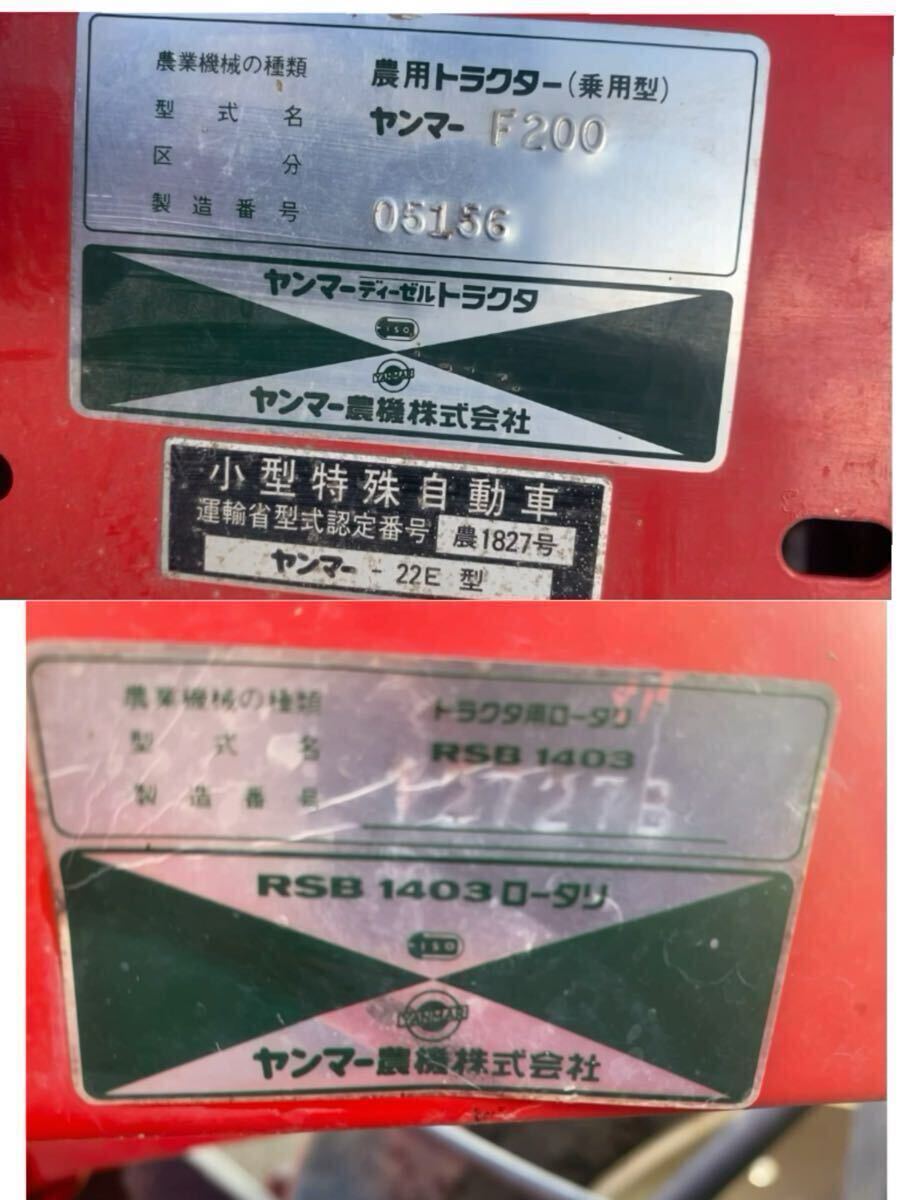 農業機械の種類 農用トラクター(乗用型)
型式名 ヤンマー F200
区分
製造番号 05156
ヤンマーディーゼルトラクタ
ISO
YANMAR
ヤンマー農機株式会社
小型特殊自動車
運輸省型式認定番号 農1827号
ヤンマー - 22E 型
農業機械の種類 トラクタ用ロータリ
型式名 RSB 1403
製造番号 12727B
RSB 1403 ロータリ
ISO
YANMAR
ヤンマー農機株式会社